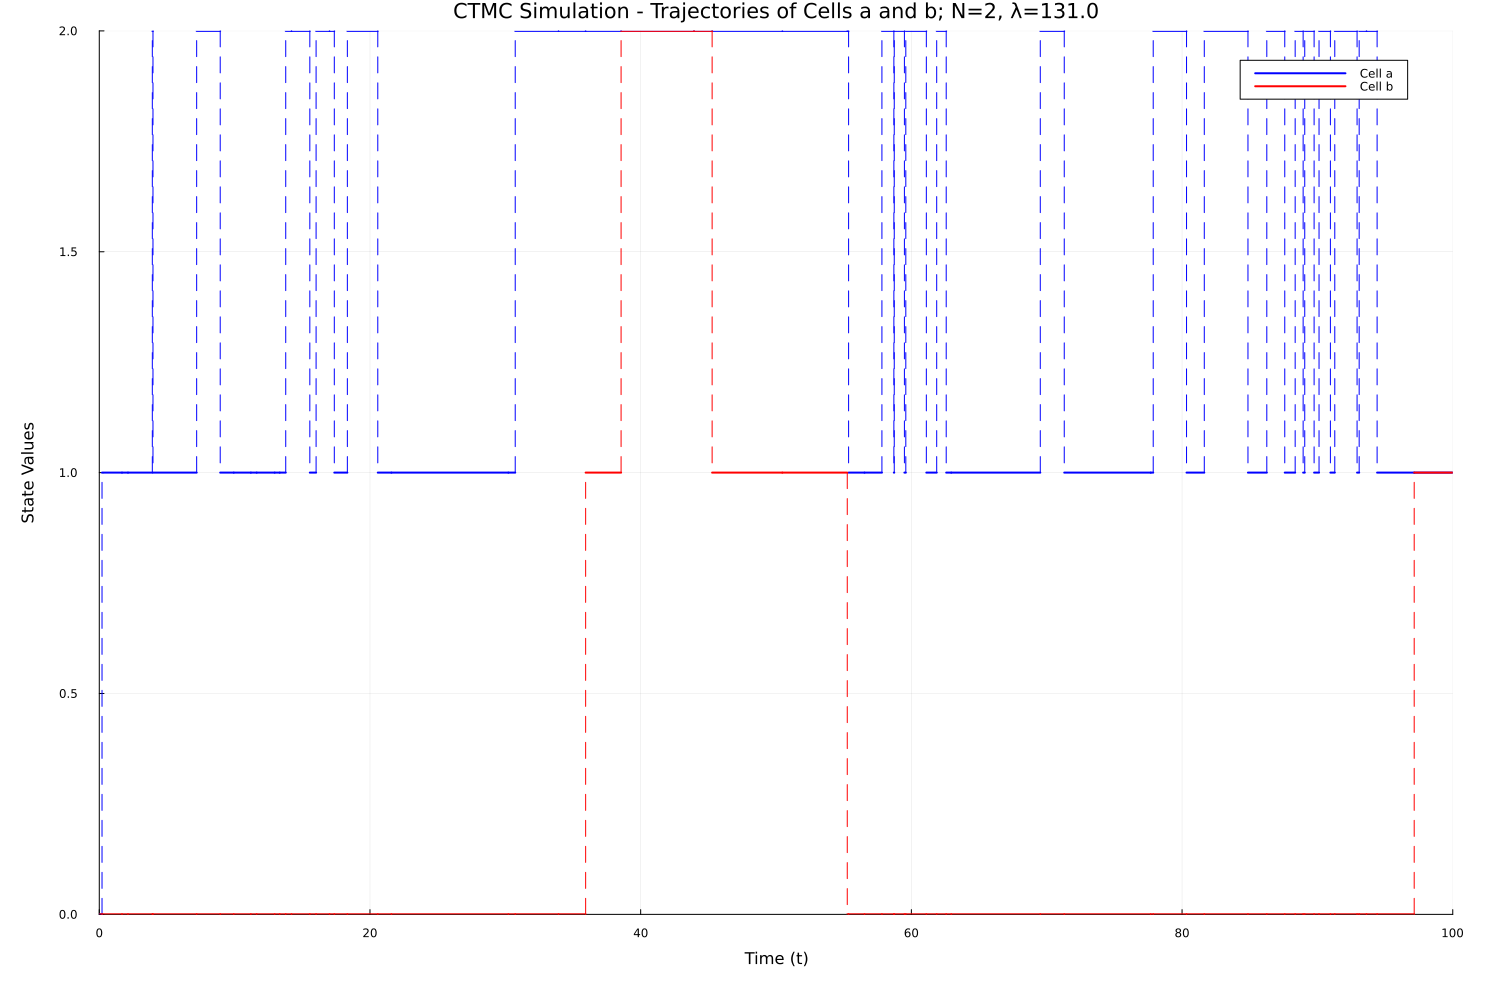 CTMC Simulation - Trajectories of Cells a and b; N=2, λ=131.0
2.0
Cell a
Cell b
1.5
1.0
State Values
0.5
0.0
0 20 40 60 80 100
Time (t)